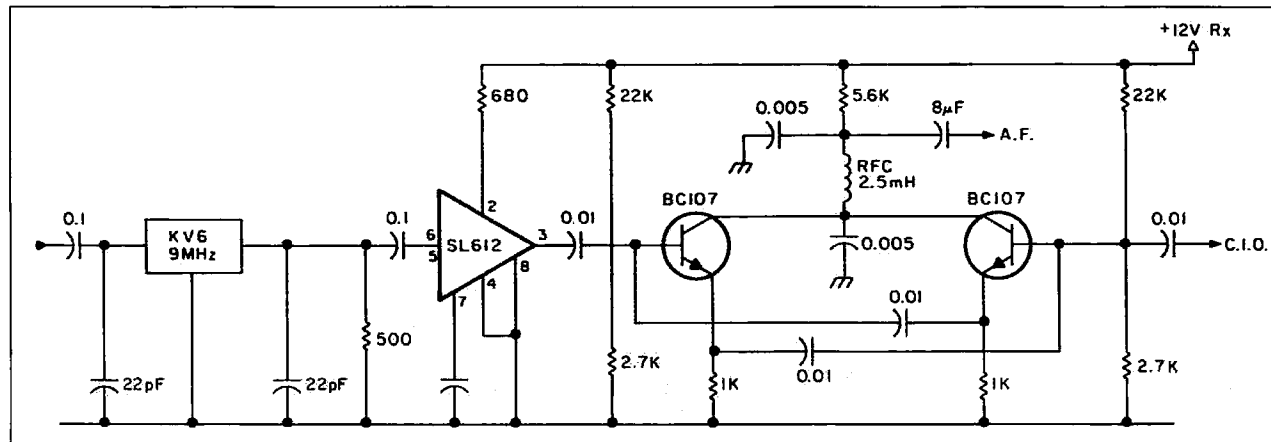 +12V Rx
680
22K
0.005
5.6K
8µF
A.F.
22K
RFC
2.5mH
BC107
BC107
0.1
KV6
9MHz
0.1
2
6
5
SL612
3
8
4
7
0.01
0.005
0.01
C.I.O.
0.01
500
2.7K
0.01
2.7K
22pF
22pF
1K
1K